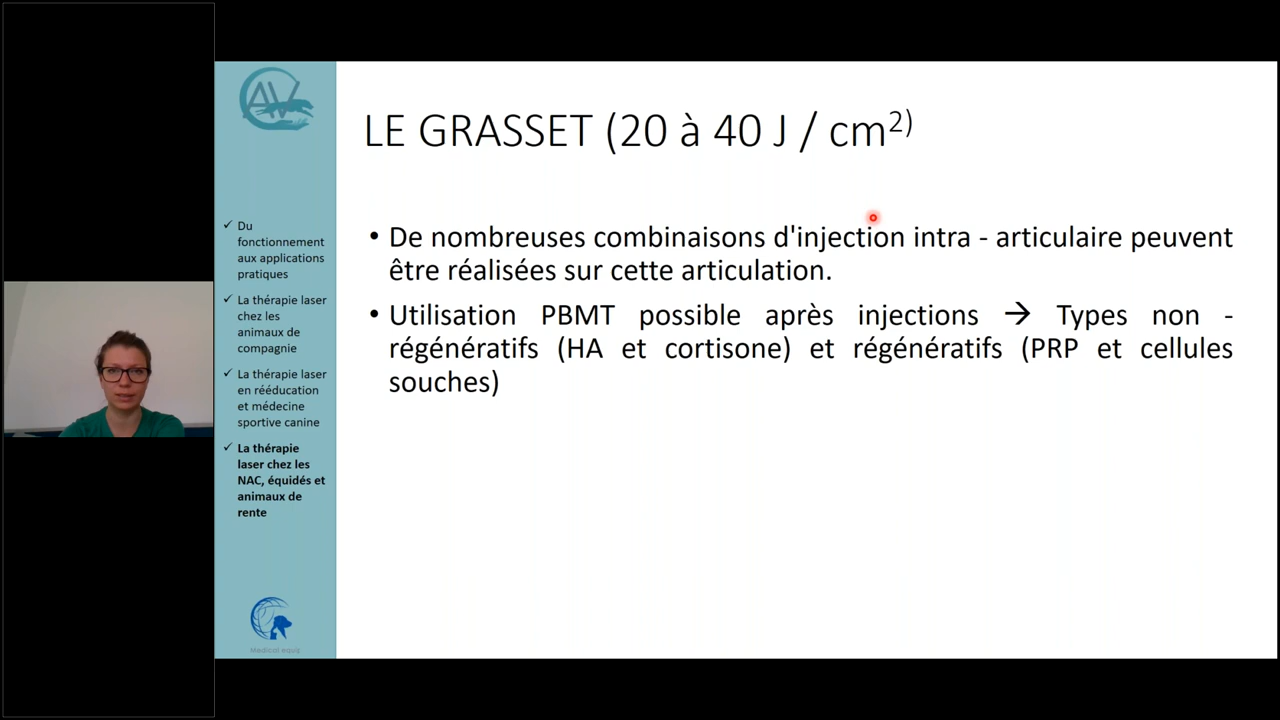 AV
LE GRASSET (20 à 40 J / cm²)
✓ Du
fonctionnement
aux applications
pratiques
✓ La thérapie laser
chez les
animaux de
compagnie
✓ La thérapie laser
en rééducation
et médecine
sportive canine
✓ La thérapie
laser chez les
NAC, équidés et
animaux de
rente
• De nombreuses combinaisons d'injection intra - articulaire peuvent
être réalisées sur cette articulation.
• Utilisation PBMT possible après injections → Types non -
régénératifs (HA et cortisone) et régénératifs (PRP et cellules
souches)
Medical equq